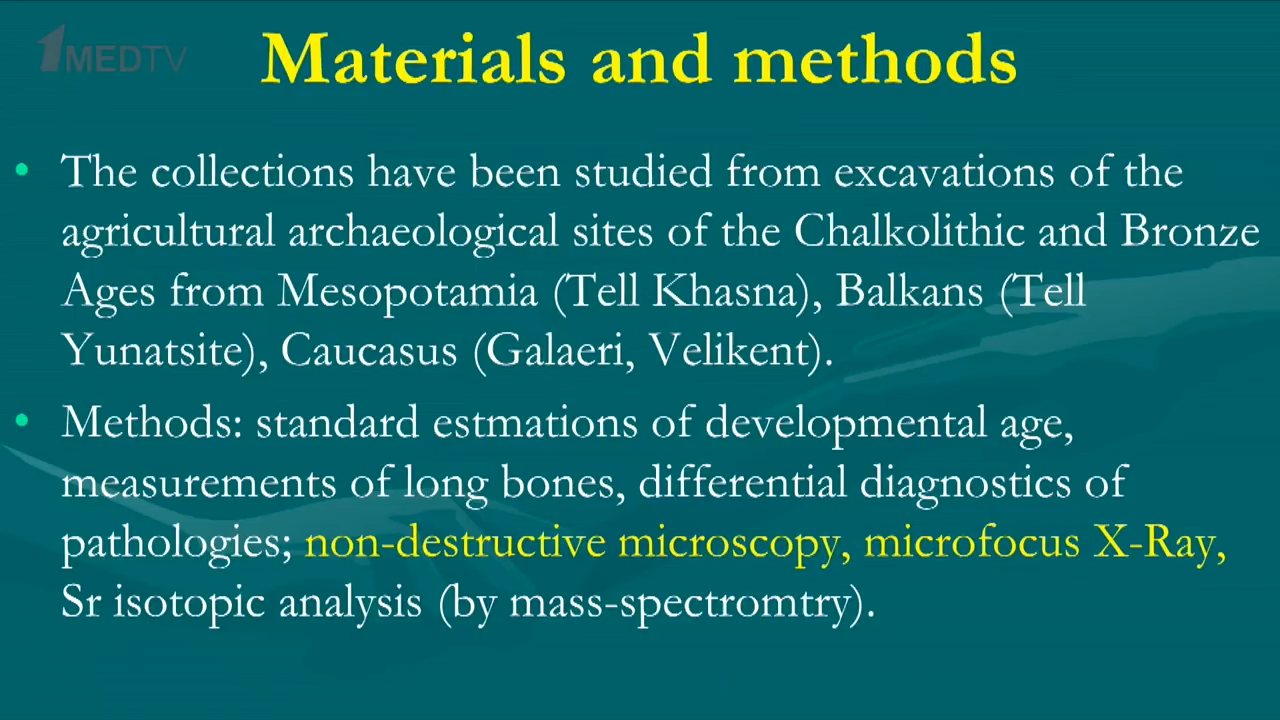 1MEDTV
Materials and methods
• The collections have been studied from excavations of the
agricultural archaeological sites of the Chalkolithic and Bronze
Ages from Mesopotamia (Tell Khasna), Balkans (Tell
Yunatsite), Caucasus (Galaeri, Velikent).
• Methods: standard estmations of developmental age,
measurements of long bones, differential diagnostics of
pathologies; non-destructive microscopy, microfocus X-Ray,
Sr isotopic analysis (by mass-spectromtry).